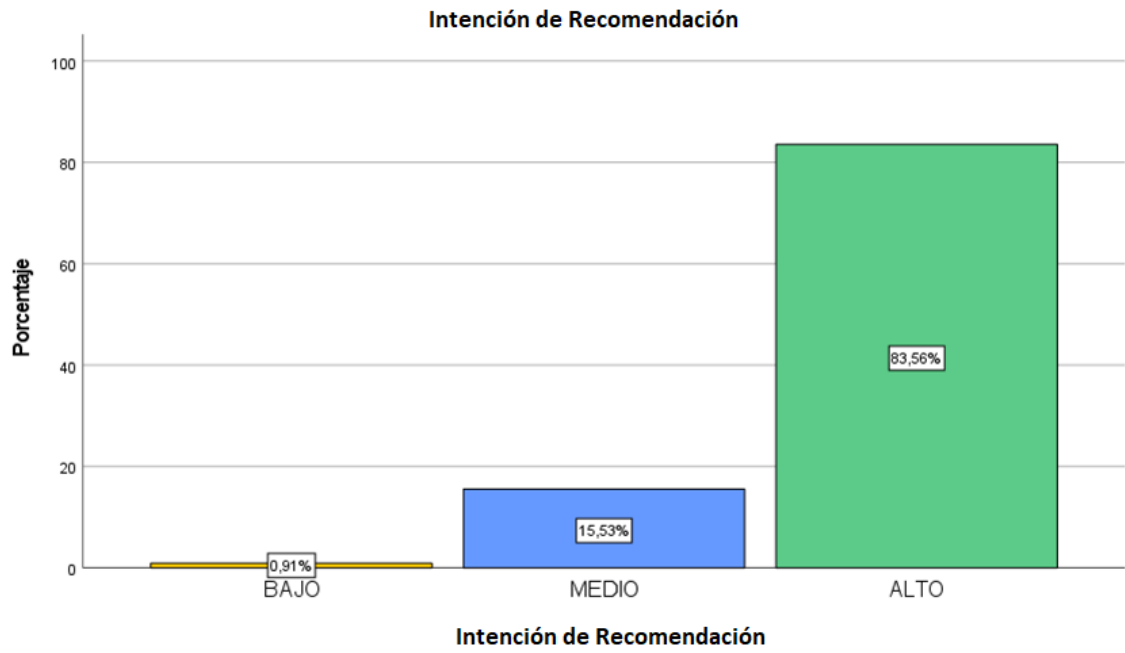 Intención de Recomendación
100
80
60
40
20
0
Porcentaje
0,91%
15,53%
83,56%
BAJO
MEDIO
ALTO
Intención de Recomendación